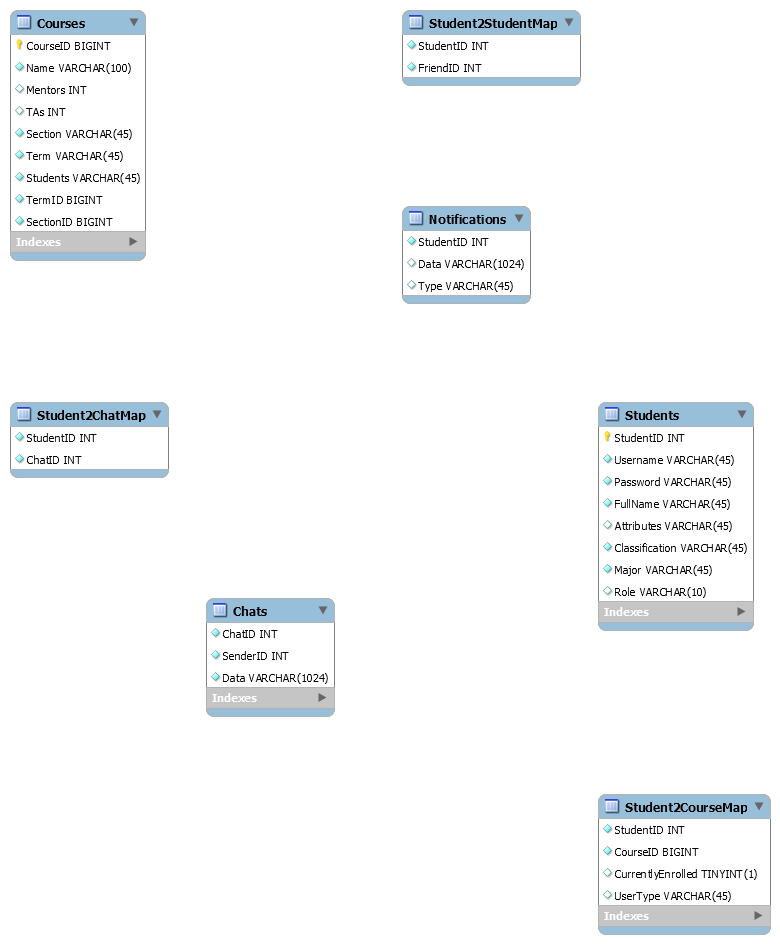 Courses
CourseID BIGINT
Name VARCHAR(100)
Mentors INT
TAs INT
Section VARCHAR(45)
Term VARCHAR(45)
Students VARCHAR(45)
TermID BIGINT
SectionID BIGINT
Indexes
Student2StudentMap
StudentID INT
FriendID INT
Notifications
StudentID INT
Data VARCHAR(1024)
Type VARCHAR(45)
Student2ChatMap
StudentID INT
ChatID INT
Students
StudentID INT
Username VARCHAR(45)
Password VARCHAR(45)
FullName VARCHAR(45)
Attributes VARCHAR(45)
Classification VARCHAR(45)
Major VARCHAR(45)
Role VARCHAR(10)
Indexes
Chats
ChatID INT
SenderID INT
Data VARCHAR(1024)
Indexes
Student2CourseMap
StudentID INT
CourseID BIGINT
CurrentlyEnrolled TINYINT(1)
UserType VARCHAR(45)
Indexes